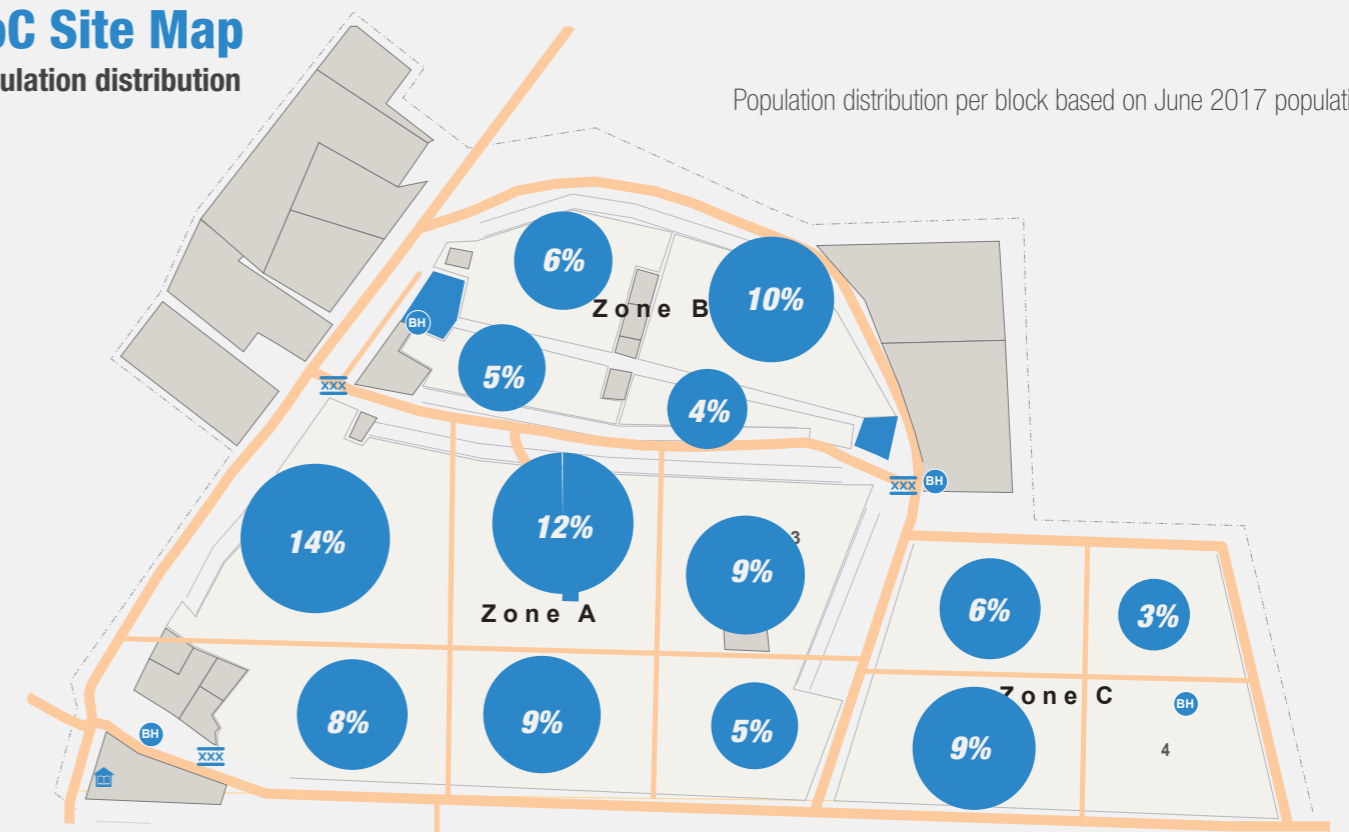 oC Site Map
ulation distribution
Population distribution per block based on June 2017 populati
6%
Zone B
10%
BH
5%
XXX
4%
XXX
BH
14%
12%
3
9%
Zone A
6%
3%
8%
9%
5%
Zone C
BH
9%
4
BH
XXX